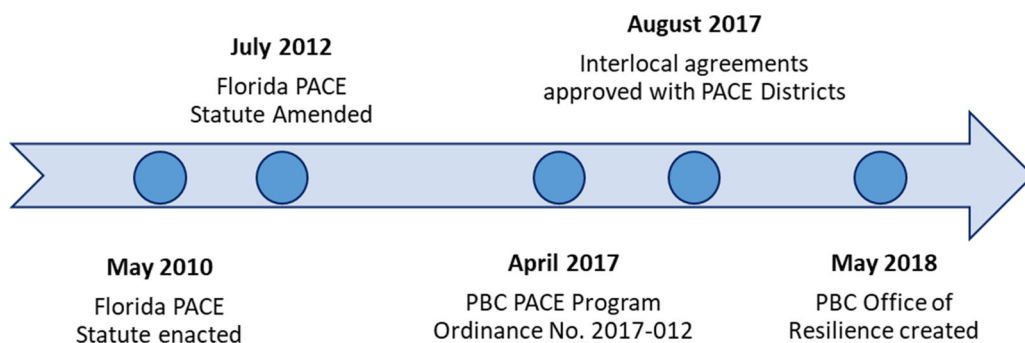 July 2012
Florida PACE
Statute Amended
August 2017
Interlocal agreements
approved with PACE Districts
May 2010
Florida PACE
Statute enacted
April 2017
PBC PACE Program
Ordinance No. 2017-012
May 2018
PBC Office of
Resilience created